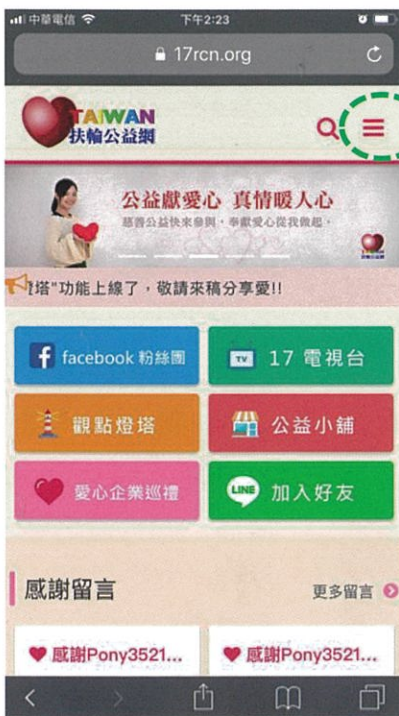 中華電信
下午2:23
17rcn.org
TAIWAN
扶輪公益網
公益獻愛心 真情暖人心
慈善公益快來參與，奉獻愛心從我做起。
塔"功能上線了，敬請來稿分享愛!!
facebook 粉絲團
TV
17 電視台
觀點燈塔
公益小舖
愛心企業巡禮
LINE
加入好友
感謝留言
更多留言
感謝Pony3521...
感謝Pony3521...